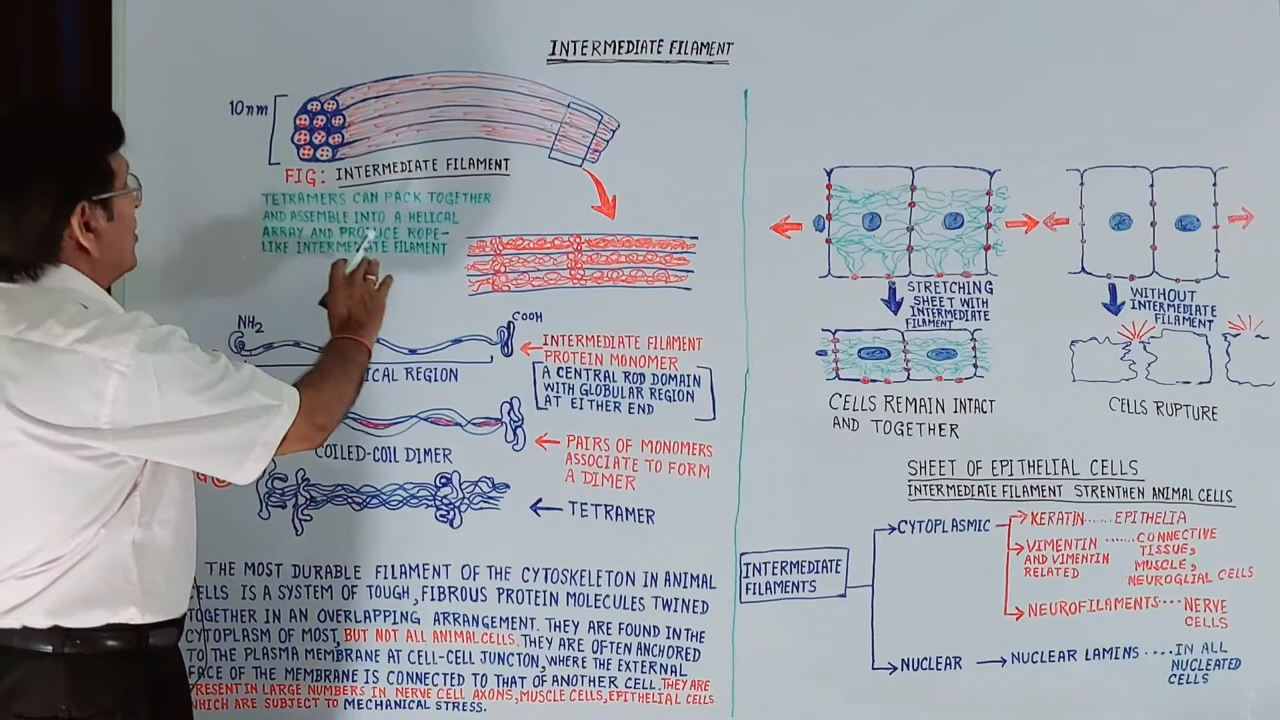 INTERMEDIATE FILAMENT
10nm
FIG: INTERMEDIATE FILAMENT
TETRAMERS CAN PACK TOGETHER
AND ASSEMBLE INTO A HELICAL
ARRAY AND PRODUCE ROPE-
LIKE INTERMEDIATE FILAMENT
NH2
COOH
INTERMEDIATE FILAMENT
PROTEIN MONOMER
A CENTRAL ROD DOMAIN
WITH GLOBULAR REGION
AT EITHER END
REGION
COILED-COIL DIMER
PAIRS OF MONOMERS
ASSOCIATE TO FORM
A DIMER
TETRAMER
THE MOST DURABLE FILAMENT OF THE CYTOSKELETON IN ANIMAL
CELLS IS A SYSTEM OF TOUGH, FIBROUS PROTEIN MOLECULES TWINED
TOGETHER IN AN OVERLAPPING ARRANGEMENT. THEY ARE FOUND IN THE
CYTOPLASM OF MOST, BUT NOT ALL ANIMAL CELLS. THEY ARE OFTEN ANCHORED
TO THE PLASMA MEMBRANE AT CELL-CELL JUNCTON, WHERE THE EXTERNAL
FACE OF THE MEMBRANE IS CONNECTED TO THAT OF ANOTHER CELL. THEY ARE
PRESENT IN LARGE NUMBERS IN NERVE CELL AXONS, MUSCLE CELLS, EPITHELIAL CELLS
WHICH ARE SUBJECT TO MECHANICAL STRESS.
STRETCHING
SHEET WITH
INTERMEDIATE
FILAMENT
WITHOUT
INTERMEDIATE
FILAMENT
CELLS REMAIN INTACT
AND TOGETHER
CELLS RUPTURE
SHEET OF EPITHELIAL CELLS
INTERMEDIATE FILAMENT STRENTHEN ANIMAL CELLS
INTERMEDIATE
FILAMENTS
CYTOPLASMIC
KERATIN...... EPITHELIA
VIMENTIN ....... CONNECTIVE
AND VIMENTIN TISSUE,
RELATED MUSCLE,
NEUROGLIAL CELLS
NEUROFILAMENTS.... NERVE
CELLS
NUCLEAR
NUCLEAR LAMINS .... IN ALL
NUCLEATED
CELLS